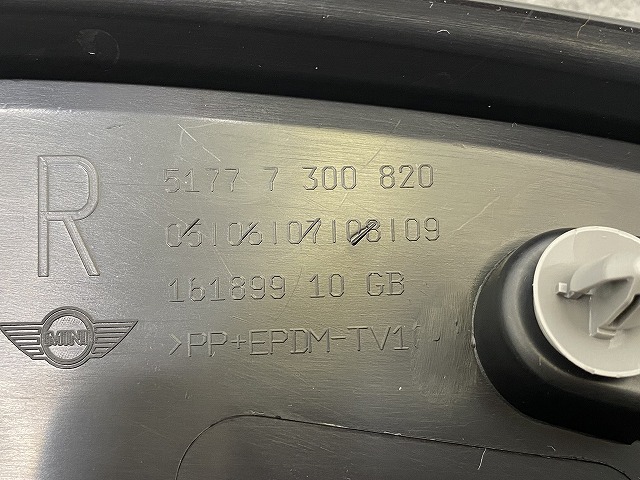 R
5177 7 300 820
05|06|07|08|09
161899 10 GB
MINI
>PP+EPDM-TV1